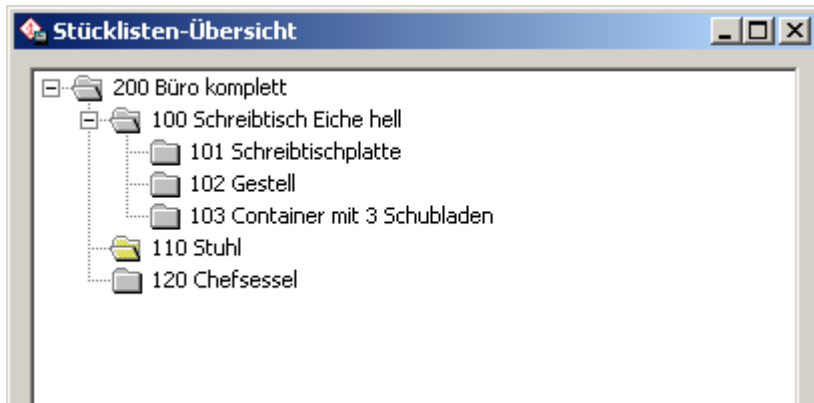 Stücklisten-Übersicht
200 Büro komplett
100 Schreibtisch Eiche hell
101 Schreibtischplatte
102 Gestell
103 Container mit 3 Schubladen
110 Stuhl
120 Chefsessel